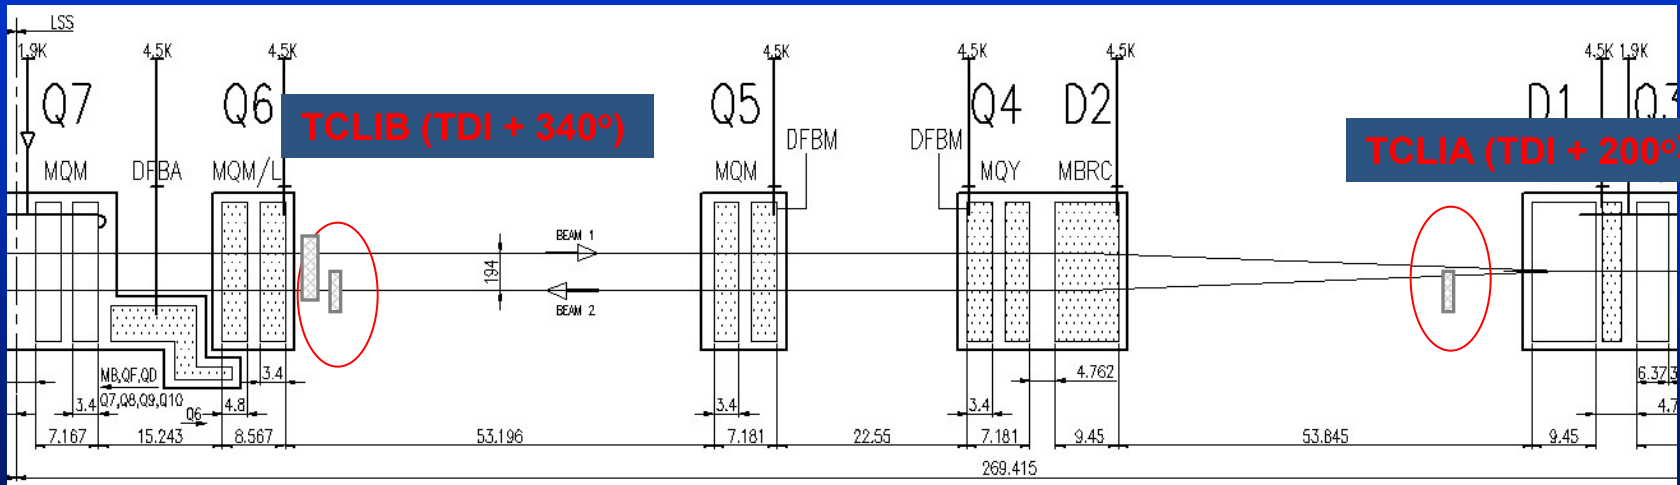 LSS
1.9K 4.5K 4.5K 4.5K 4.5K 4.5K 4.5K 1.9K
Q7 Q6 Q5 Q4 D2 D1 Q3
TCLIB (TDI + 340º)
TCLIA (TDI + 200º
DFBM DFBM
MQM DFBA MQM/L MQM MQY MBRC
BEAM 1
194
BEAM 2
MB,QF,QD
Q7,Q8,Q9,Q10
Q6
3.4 4.762 6.37
3.4 4.8 3.4 3.4 4.7
7.167 15.243 8.567 53.196 7.181 22.55 7.181 9.45 53.845 9.45
269.415